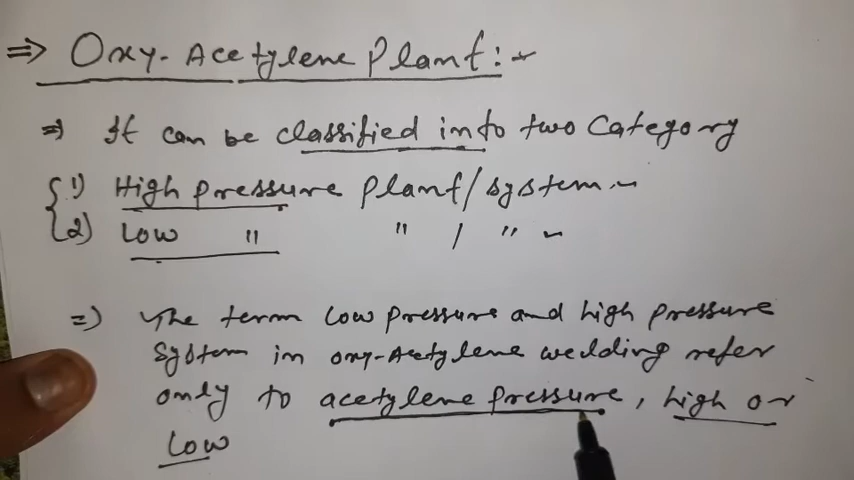 ⇒ Oxy-Acetylene Plant:-
⇒ It can be classified into two Category
1) High pressure Plant/system -
2) Low " " / " -
⇒ The term low pressure and high pressure
system in oxy-Acetylene welding refer
only to acetylene pressure, high or
low